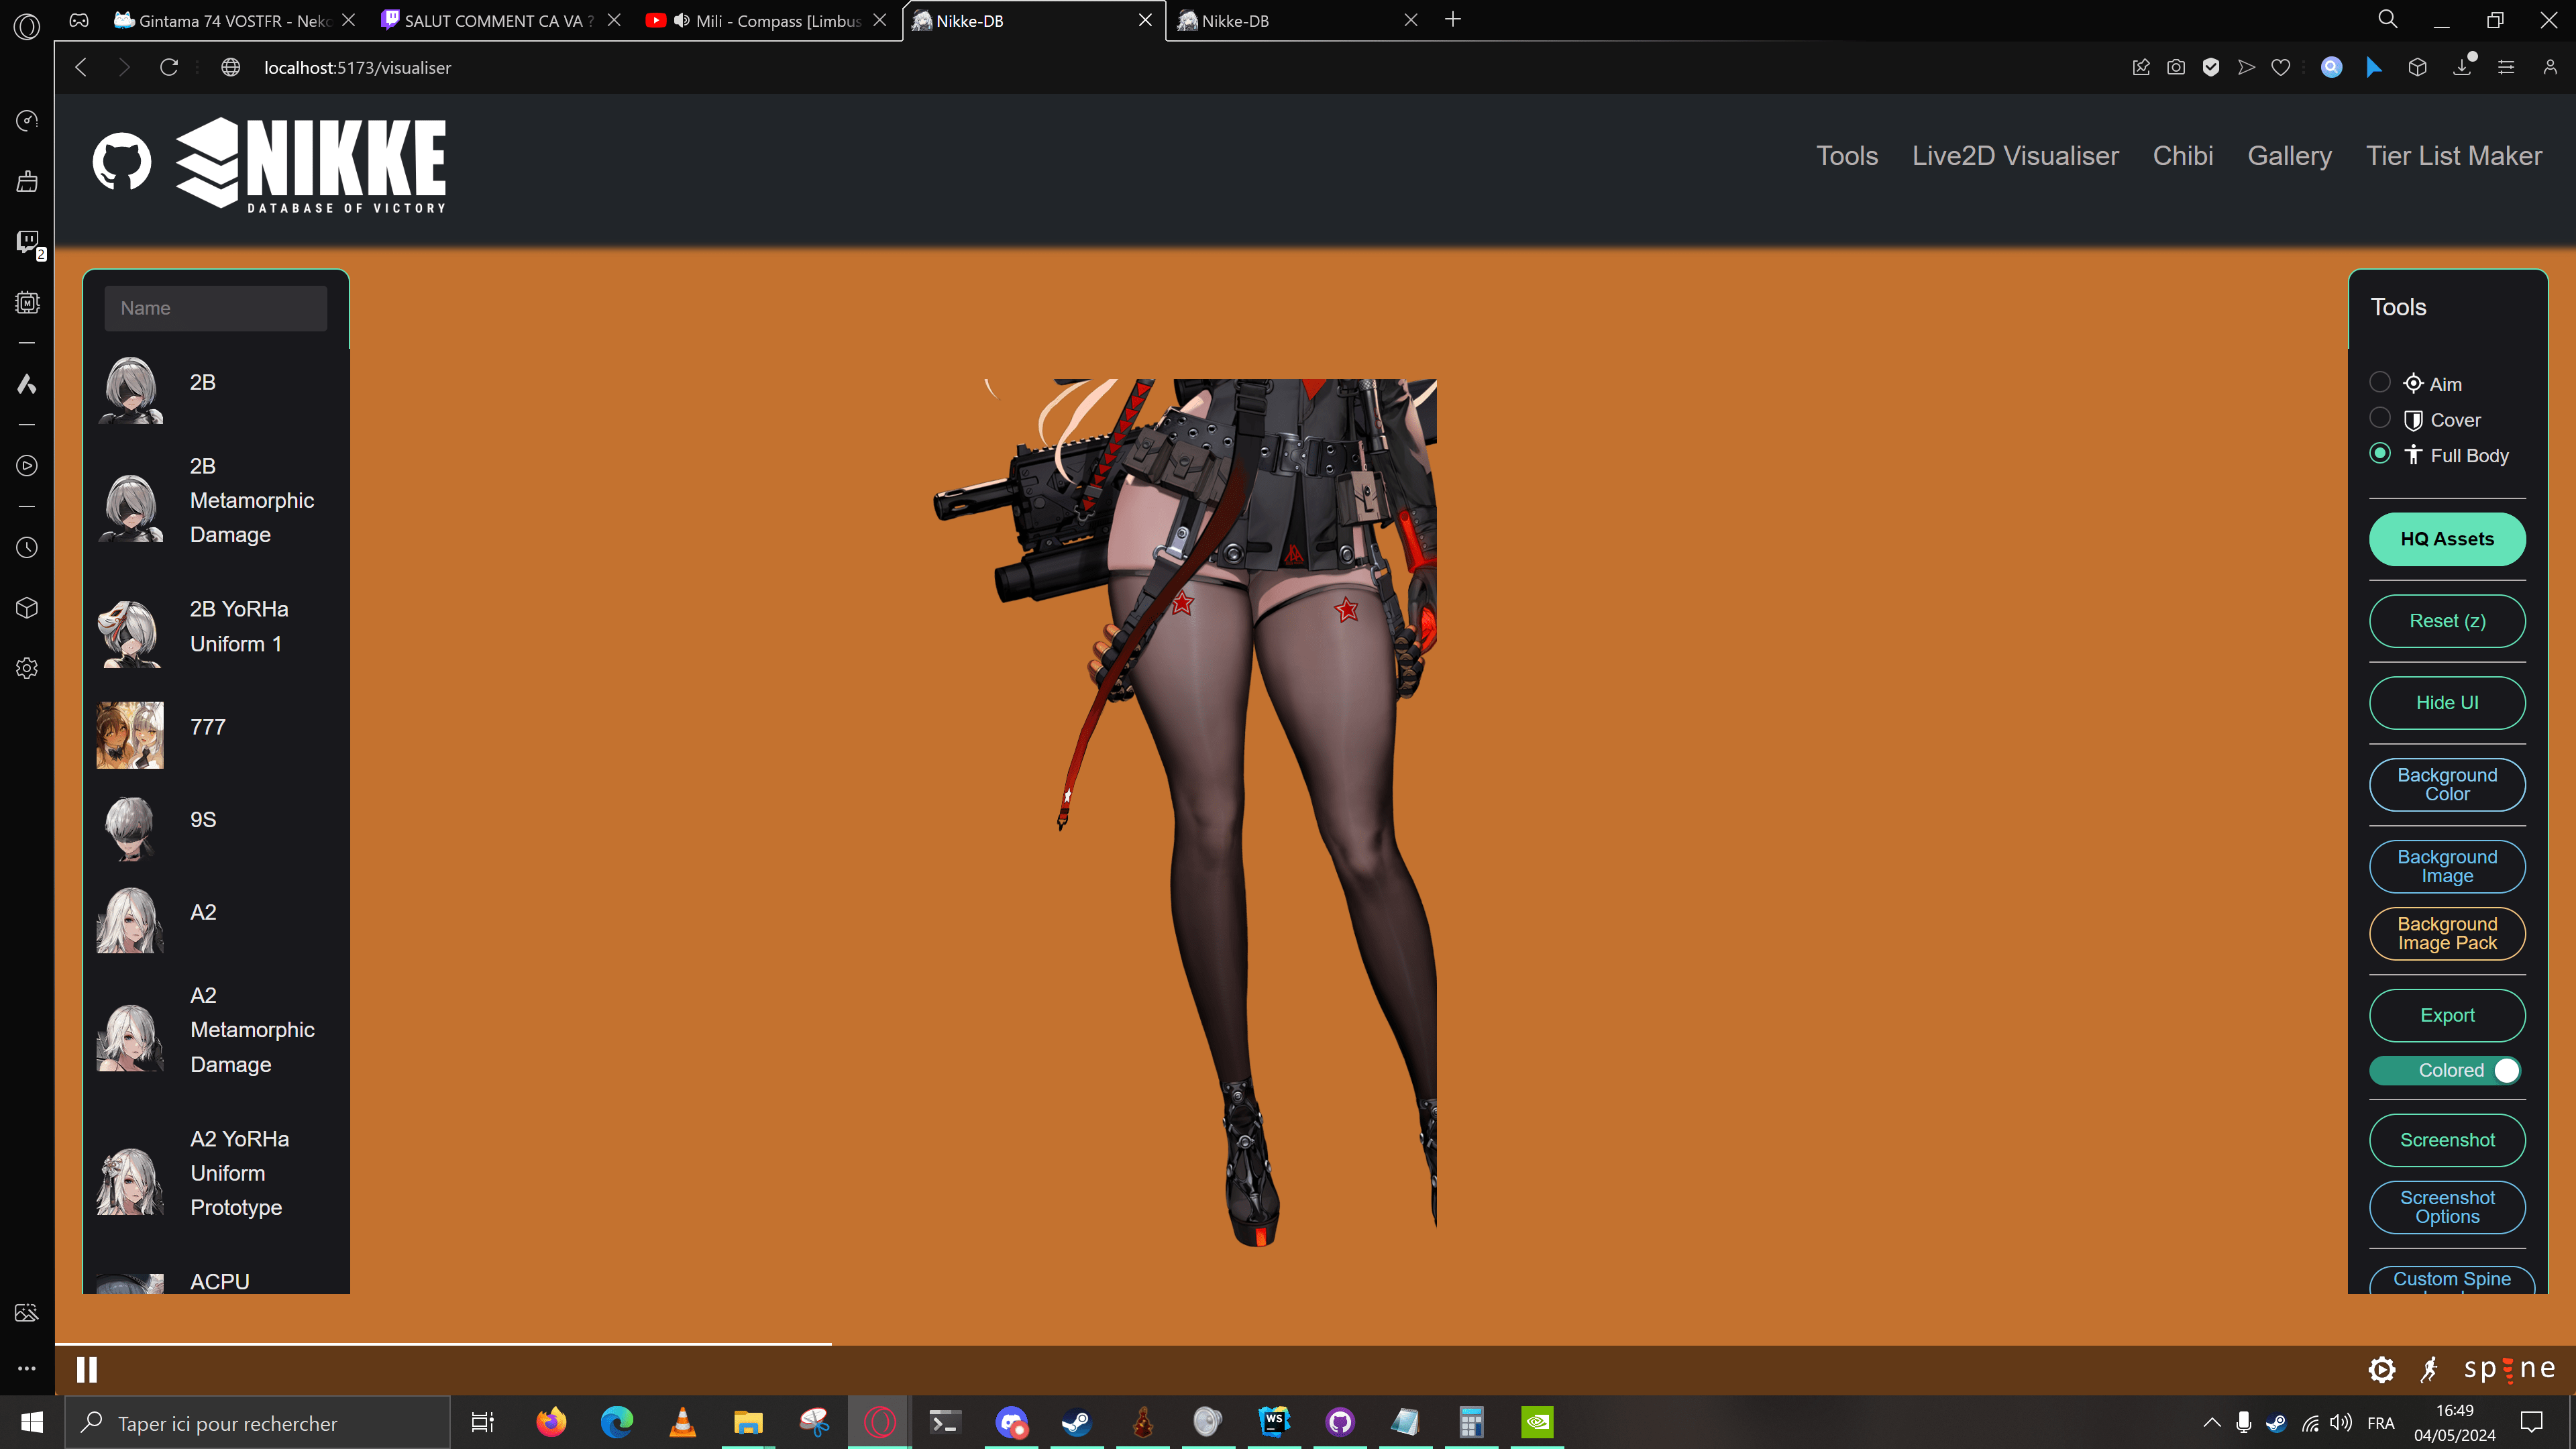 Gintama 74 VOSTFR - Neko
SALUT COMMENT CA VA ?
Mili - Compass [Limbus
Nikke-DB
Nikke-DB
localhost:5173/visualiser
2
M
NIKKE
DATABASE OF VICTORY
Tools
Live2D Visualiser
Chibi
Gallery
Tier List Maker
Name
2B
2B
Metamorphic
Damage
2B YoRHa
Uniform 1
777
9S
A2
A2
Metamorphic
Damage
A2 YoRHa
Uniform
Prototype
ACPU
Tools
Aim
Cover
Full Body
HQ Assets
Reset (z)
Hide UI
Background
Color
Background
Image
Background
Image Pack
Export
Colored
Screenshot
Screenshot
Options
Custom Spine
spine
Taper ici pour rechercher
WS
FRA
16:49
04/05/2024